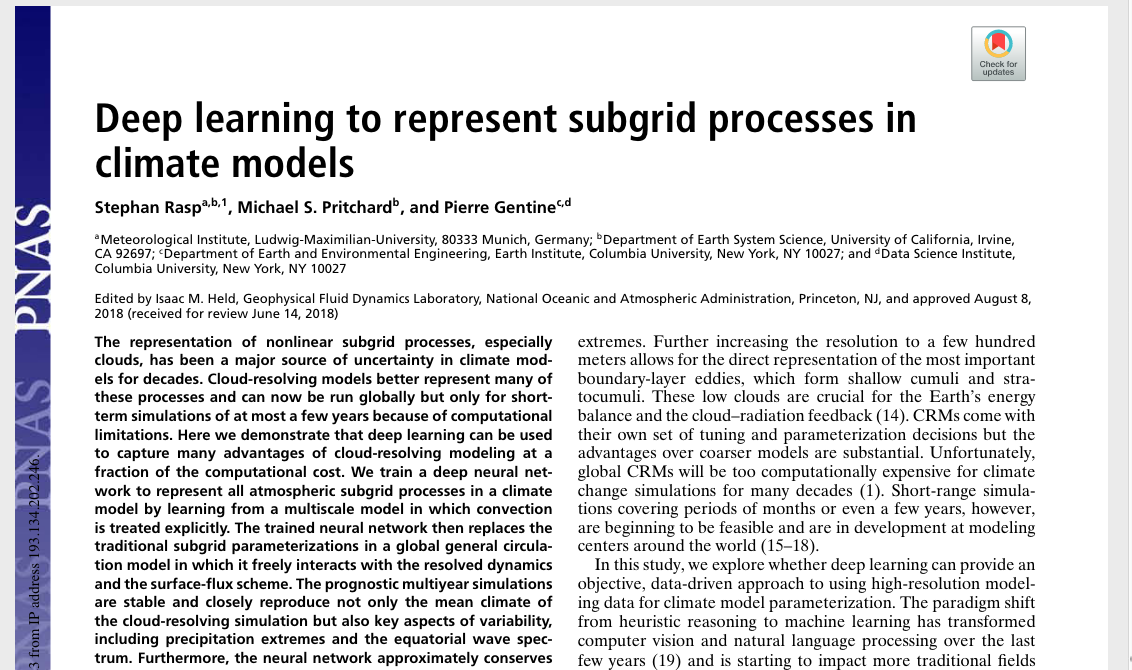 Check for
updates
Deep learning to represent subgrid processes in
climate models
Stephan Raspa,b,1, Michael S. Pritchardb, and Pierre Gentinec,d
aMeteorological Institute, Ludwig-Maximilian-University, 80333 Munich, Germany; bDepartment of Earth System Science, University of California, Irvine,
CA 92697; cDepartment of Earth and Environmental Engineering, Earth Institute, Columbia University, New York, NY 10027; and dData Science Institute,
Columbia University, New York, NY 10027
Edited by Isaac M. Held, Geophysical Fluid Dynamics Laboratory, National Oceanic and Atmospheric Administration, Princeton, NJ, and approved August 8,
2018 (received for review June 14, 2018)
The representation of nonlinear subgrid processes, especially
clouds, has been a major source of uncertainty in climate mod-
els for decades. Cloud-resolving models better represent many of
these processes and can now be run globally but only for short-
term simulations of at most a few years because of computational
limitations. Here we demonstrate that deep learning can be used
to capture many advantages of cloud-resolving modeling at a
fraction of the computational cost. We train a deep neural net-
work to represent all atmospheric subgrid processes in a climate
model by learning from a multiscale model in which convection
is treated explicitly. The trained neural network then replaces the
traditional subgrid parameterizations in a global general circula-
tion model in which it freely interacts with the resolved dynamics
and the surface-flux scheme. The prognostic multiyear simulations
are stable and closely reproduce not only the mean climate of
the cloud-resolving simulation but also key aspects of variability,
including precipitation extremes and the equatorial wave spec-
trum. Furthermore, the neural network approximately conserves
extremes. Further increasing the resolution to a few hundred
meters allows for the direct representation of the most important
boundary-layer eddies, which form shallow cumuli and stra-
tocumuli. These low clouds are crucial for the Earth's energy
balance and the cloud–radiation feedback (14). CRMs come with
their own set of tuning and parameterization decisions but the
advantages over coarser models are substantial. Unfortunately,
global CRMs will be too computationally expensive for climate
change simulations for many decades (1). Short-range simula-
tions covering periods of months or even a few years, however,
are beginning to be feasible and are in development at modeling
centers around the world (15–18).
In this study, we explore whether deep learning can provide an
objective, data-driven approach to using high-resolution model-
ing data for climate model parameterization. The paradigm shift
from heuristic reasoning to machine learning has transformed
computer vision and natural language processing over the last
few years (19) and is starting to impact more traditional fields
PNAS
PNAS
PNAS
3 from IP address 193.134.202.246.